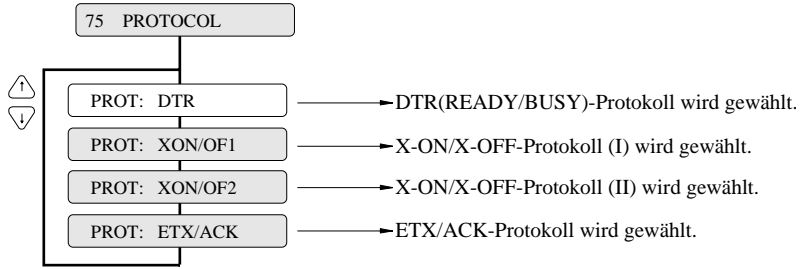 75 PROTOCOL
PROT: DTR
DTR(READY/BUSY)-Protokoll wird gewählt.
PROT: XON/OF1
X-ON/X-OFF-Protokoll (I) wird gewählt.
PROT: XON/OF2
X-ON/X-OFF-Protokoll (II) wird gewählt.
PROT: ETX/ACK
ETX/ACK-Protokoll wird gewählt.